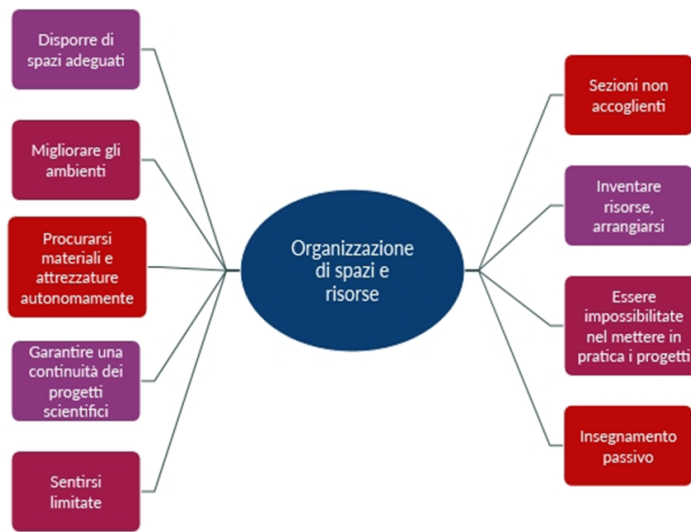 Disporre di
spazi adeguati
Migliorare gli
ambienti
Procurarsi
materiali e
attrezzature
autonomamente
Garantire una
continuità dei
progetti
scientifici
Sentirsi
limitate
Organizzazione
di spazi e
risorse
Sezioni non
accoglienti
Inventare
risorse,
arrangiarsi
Essere
impossibilitate
nel mettere in
pratica i progetti
Insegnamento
passivo